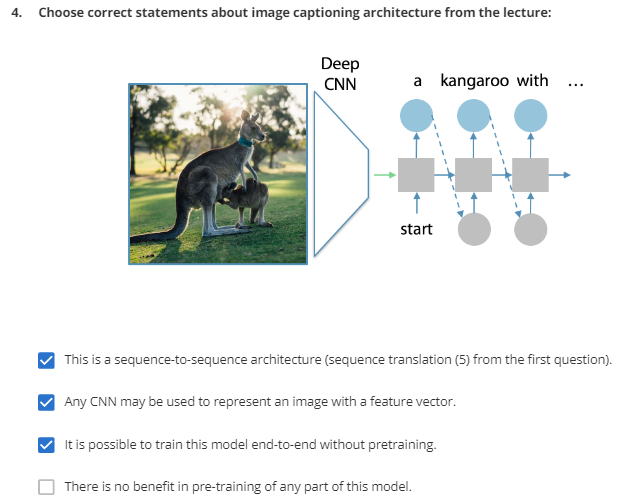 4. Choose correct statements about image captioning architecture from the lecture:
Deep
CNN
a kangaroo with ...
start
This is a sequence-to-sequence architecture (sequence translation (5) from the first question).
Any CNN may be used to represent an image with a feature vector.
It is possible to train this model end-to-end without pretraining.
There is no benefit in pre-training of any part of this model.